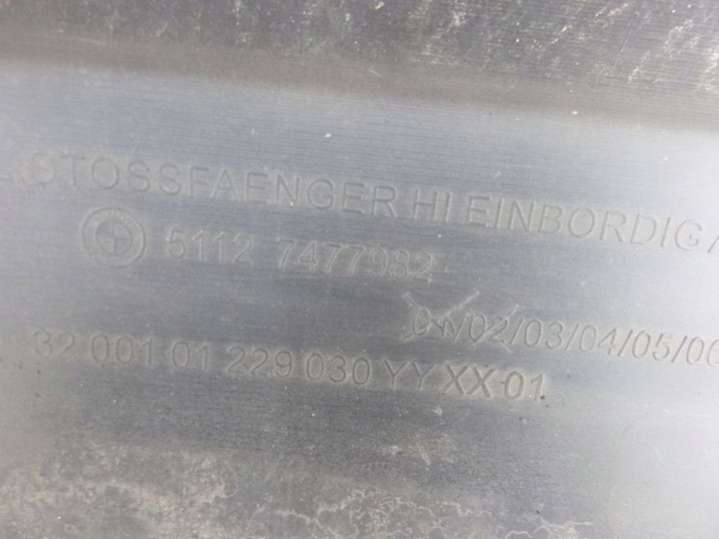 STOSSFAENGER HI EINBORDIG /
5112 7477982
01/02/03/04/05/06
32 001 01 229 030 YY XX 01